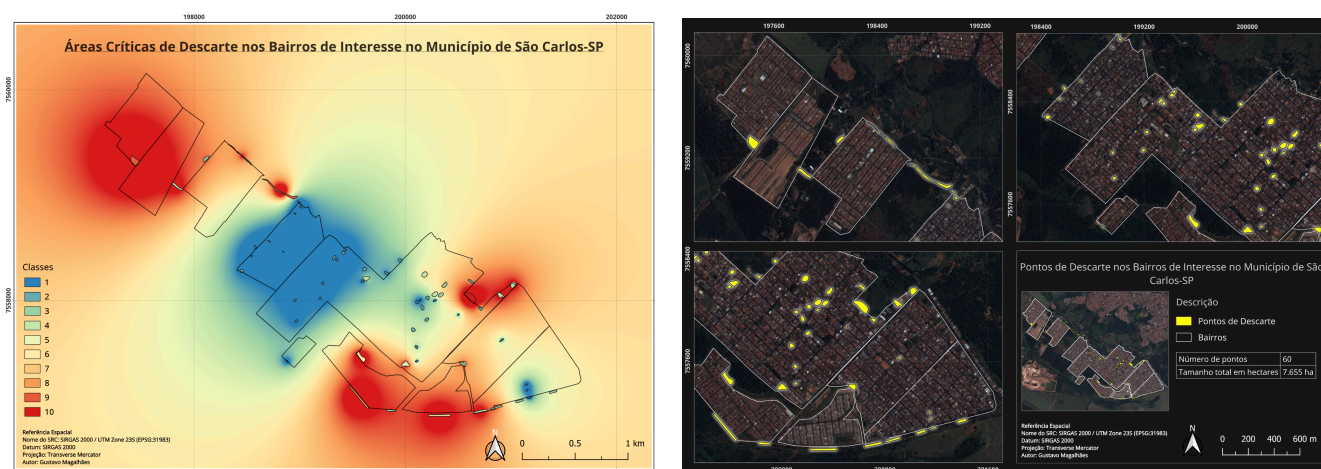 198000 200000 202000
Áreas Críticas de Descarte nos Bairros de Interesse no Município de São Carlos-SP
7560000
7558000
Classes
1
2
3
4
5
6
7
8
9
10
Referência Espacial
Nome do SRC: SIRGAS 2000 / UTM Zone 23S (EPSG:31983)
Datum: SIRGAS 2000
Projeção: Transverse Mercator
Autor: Gustavo Magalhães
N
0 0.5 1 km
197600 198400 199200
7560000
7559200
198400 199200 200000
7558400
7557600
7558400
7557600
Pontos de Descarte nos Bairros de Interesse no Município de São
Carlos-SP
Descrição
Pontos de Descarte
Bairros
Número de pontos 60
Tamanho total em hectares 7.655 ha
Referência Espacial
Nome do SRC: SIRGAS 2000 / UTM Zone 23S (EPSG:31983)
Datum: SIRGAS 2000
Projeção: Transverse Mercator
Autor: Gustavo Magalhães
N
0 200 400 600 m